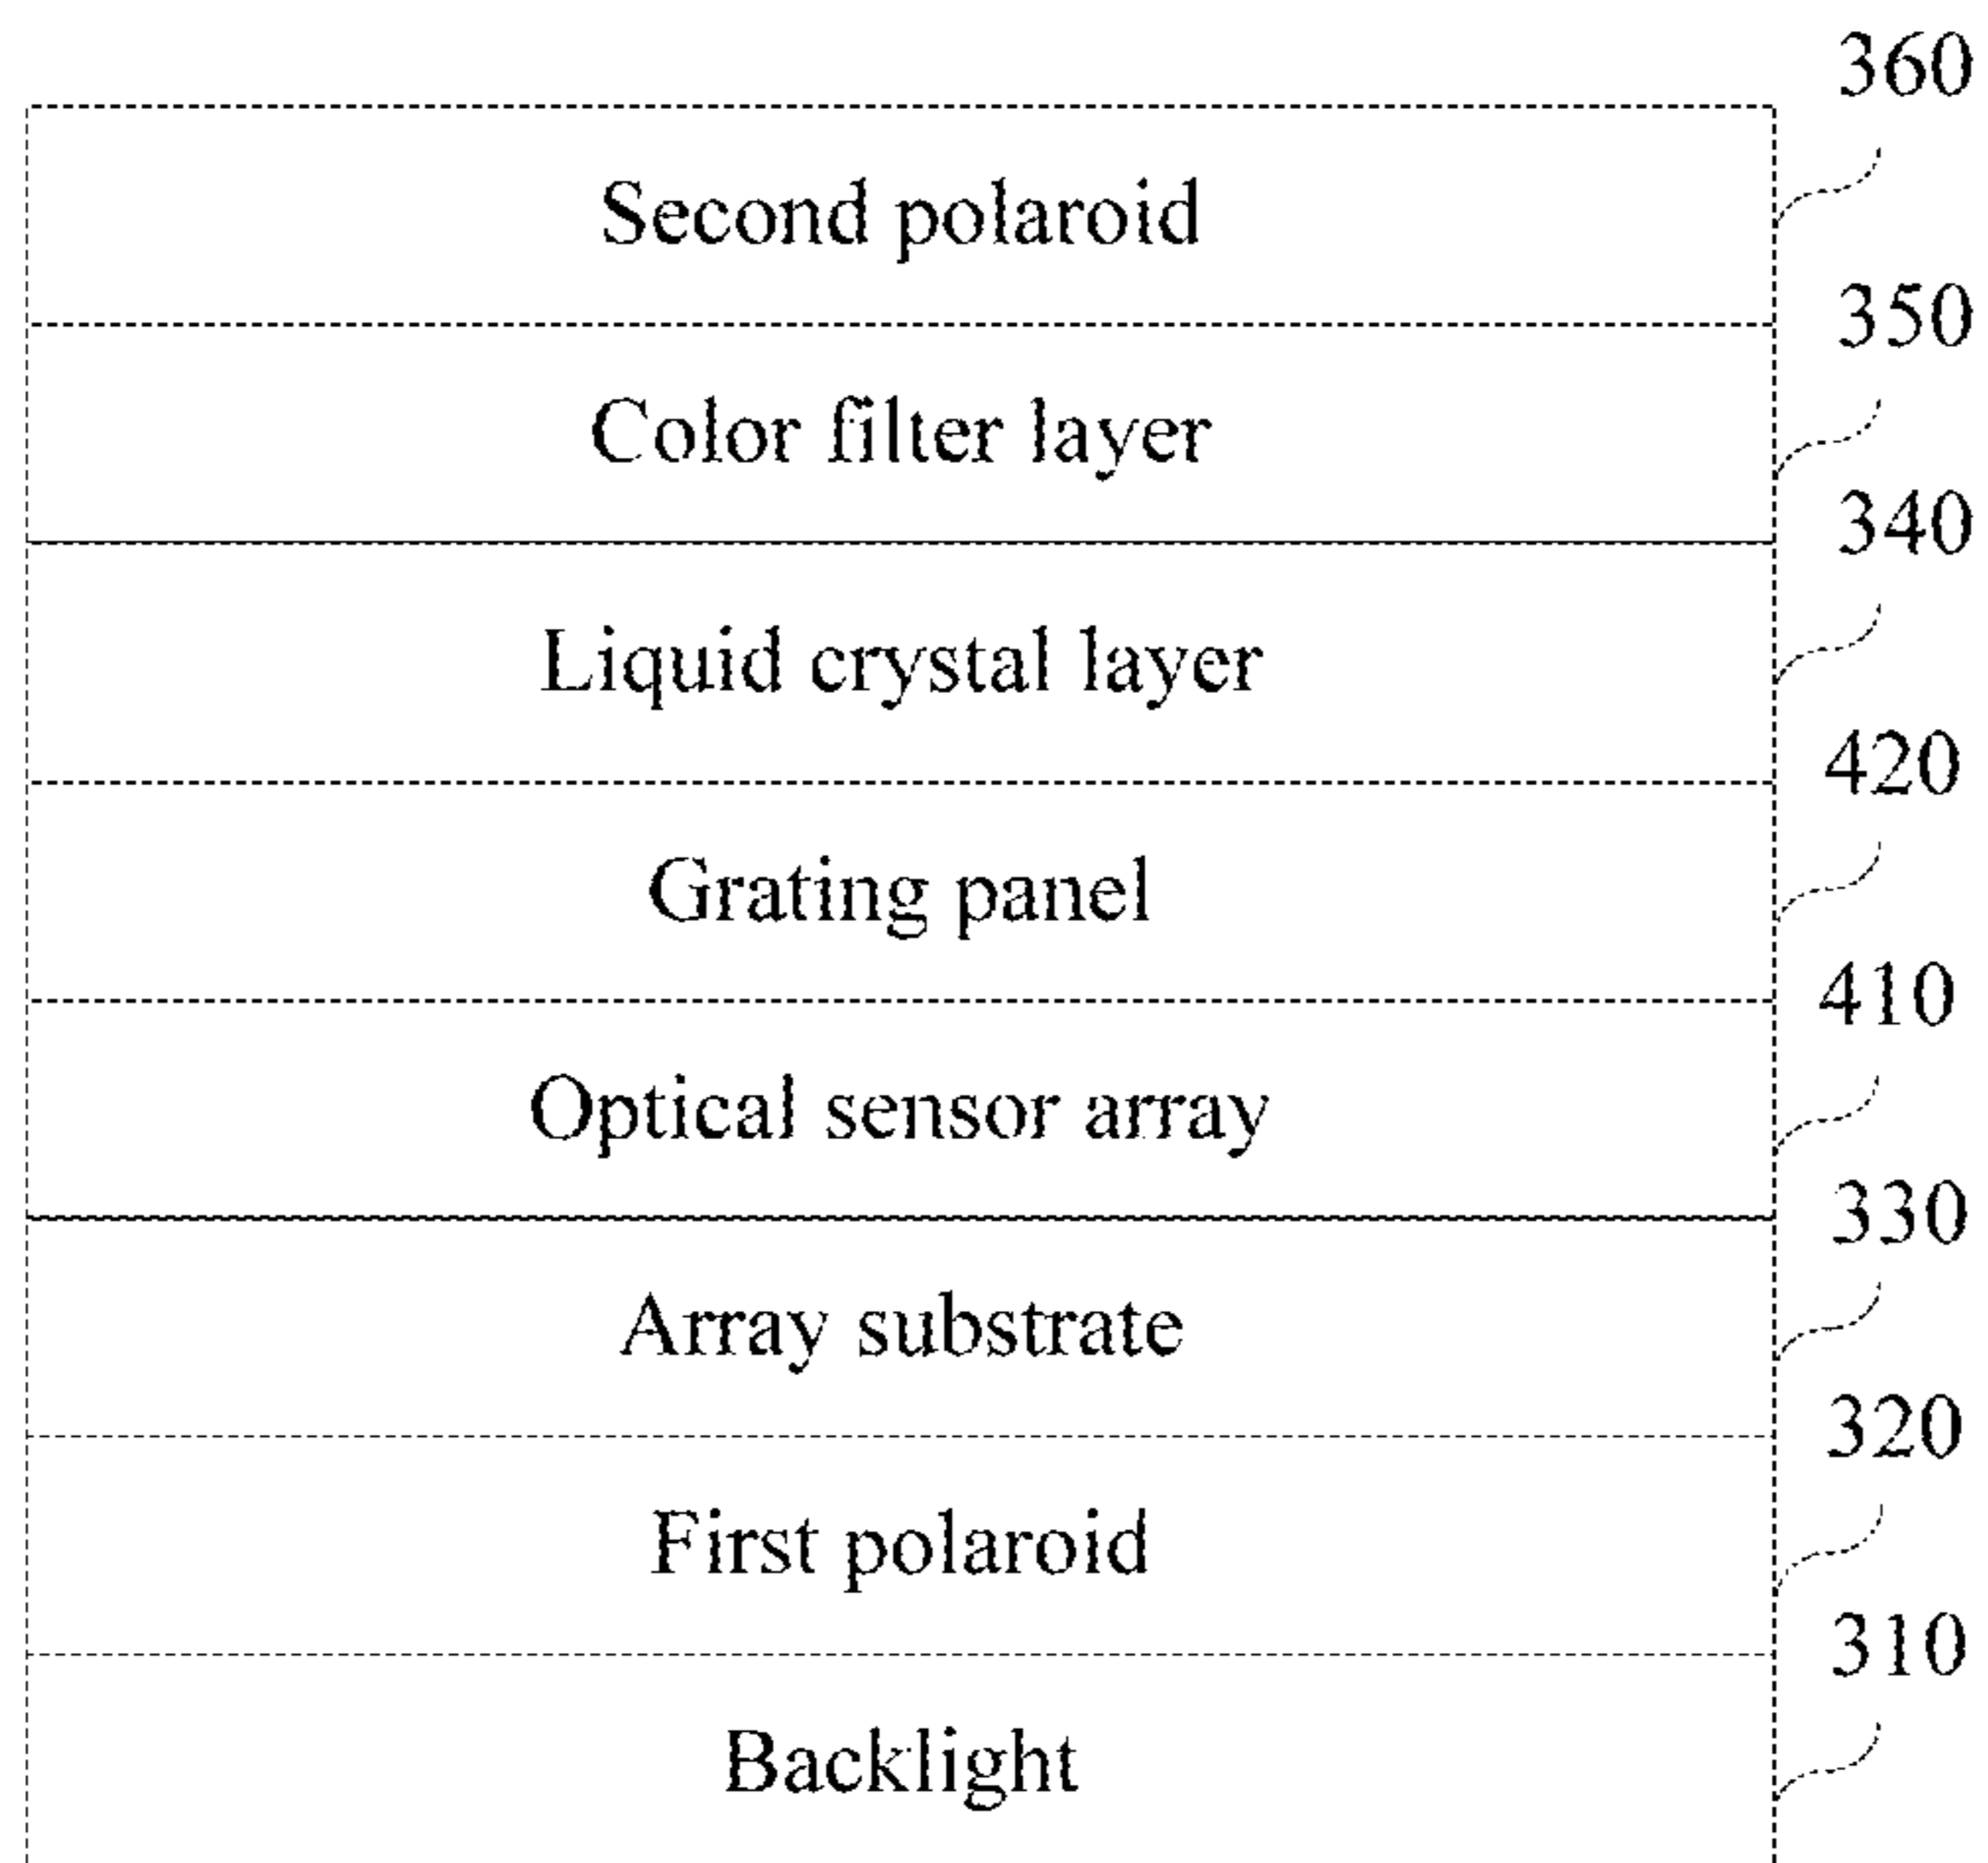 360
Second polaroid
350
Color filter layer
340
Liquid crystal layer
420
Grating panel
410
Optical sensor array
330
Array substrate
320
First polaroid
310
Backlight